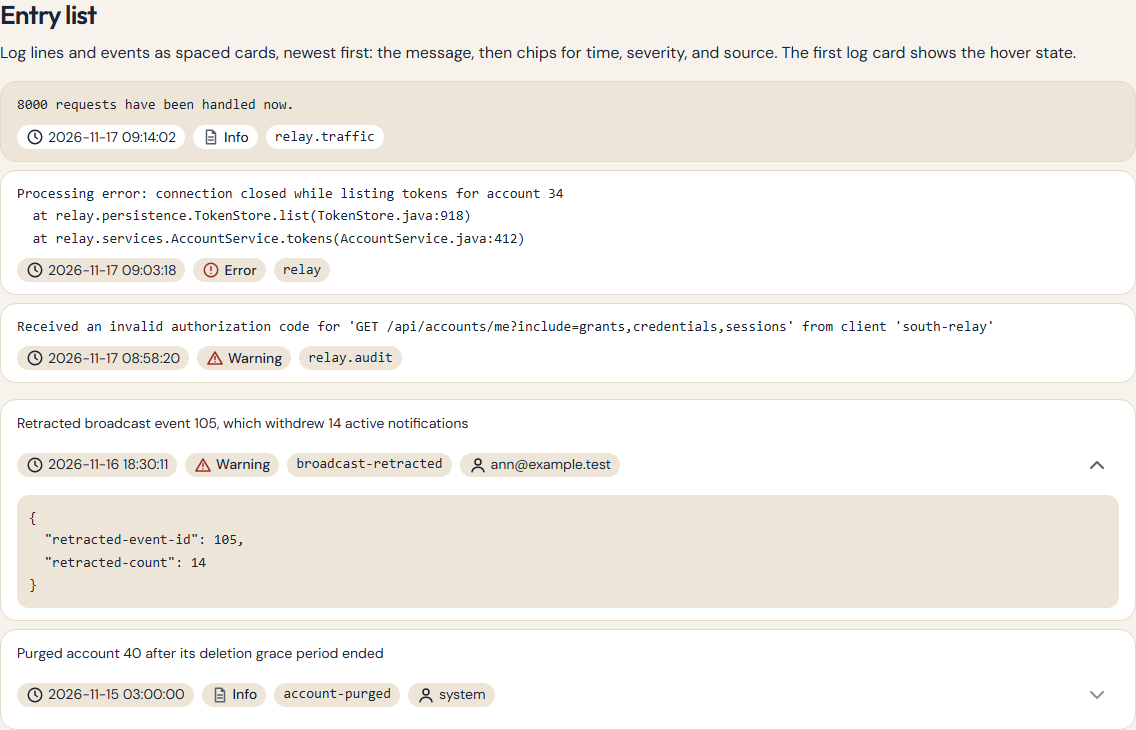 Entry list
Log lines and events as spaced cards, newest first: the message, then chips for time, severity, and source. The first log card shows the hover state.
8000 requests have been handled now.
2026-11-17 09:14:02 Info relay.traffic
Processing error: connection closed while listing tokens for account 34
  at relay.persistence.TokenStore.list(TokenStore.java:918)
  at relay.services.AccountService.tokens(AccountService.java:412)
2026-11-17 09:03:18 Error relay
Received an invalid authorization code for 'GET /api/accounts/me?include=grants,credentials,sessions' from client 'south-relay'
2026-11-17 08:58:20 Warning relay.audit
Retracted broadcast event 105, which withdrew 14 active notifications
2026-11-16 18:30:11 Warning broadcast-retracted ann@example.test
{
  "retracted-event-id": 105,
  "retracted-count": 14
}
Purged account 40 after its deletion grace period ended
2026-11-15 03:00:00 Info account-purged system